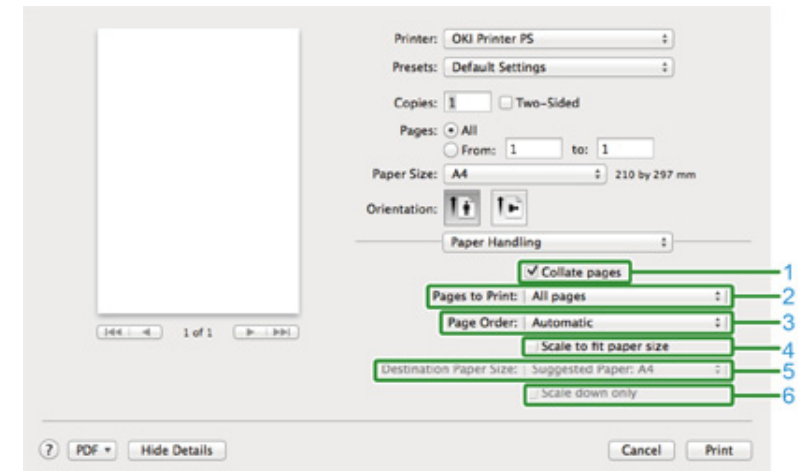 Printer: OKI Printer PS
Presets: Default Settings
Copies: 1 Two-Sided
Pages: All
From: 1 to: 1
Paper Size: A4 210 by 297 mm
Orientation:
Paper Handling
Collate pages 1
Pages to Print: All pages 2
Page Order: Automatic 3
1 of 1
Scale to fit paper size 4
Destination Paper Size: Suggested Paper: A4 5
Scale down only 6
? PDF Hide Details Cancel Print